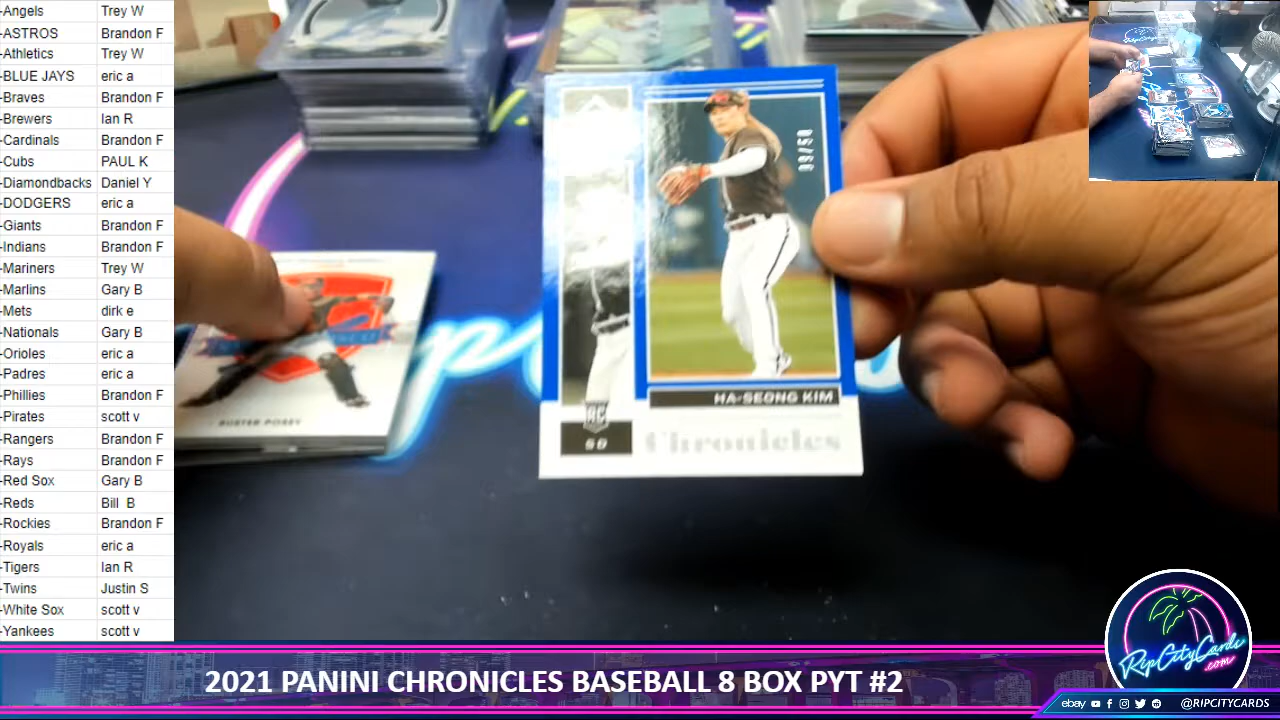 -Angels Trey W
-ASTROS Brandon F
-Athletics Trey W
-BLUE JAYS eric a
-Braves Brandon F
-Brewers Ian R
-Cardinals Brandon F
-Cubs PAUL K
-Diamondbacks Daniel Y
-DODGERS eric a
-Giants Brandon F
-Indians Brandon F
-Mariners Trey W
-Marlins Gary B
-Mets dirk e
-Nationals Gary B
-Orioles eric a
-Padres eric a
-Phillies Brandon F
-Pirates scott v
-Rangers Brandon F
-Rays Brandon F
-Red Sox Gary B
-Reds Bill B
-Rockies Brandon F
-Royals eric a
-Tigers Ian R
-Twins Justin S
-White Sox scott v
-Yankees scott v
HA-SEONG KIM
RC
SD
Chronicles
BUSTER POSEY
RipCityCards
.com
2021 PANINI CHRONICLES BASEBALL 8 BOX PYT #2
ebay
@RIPCITYCARDS